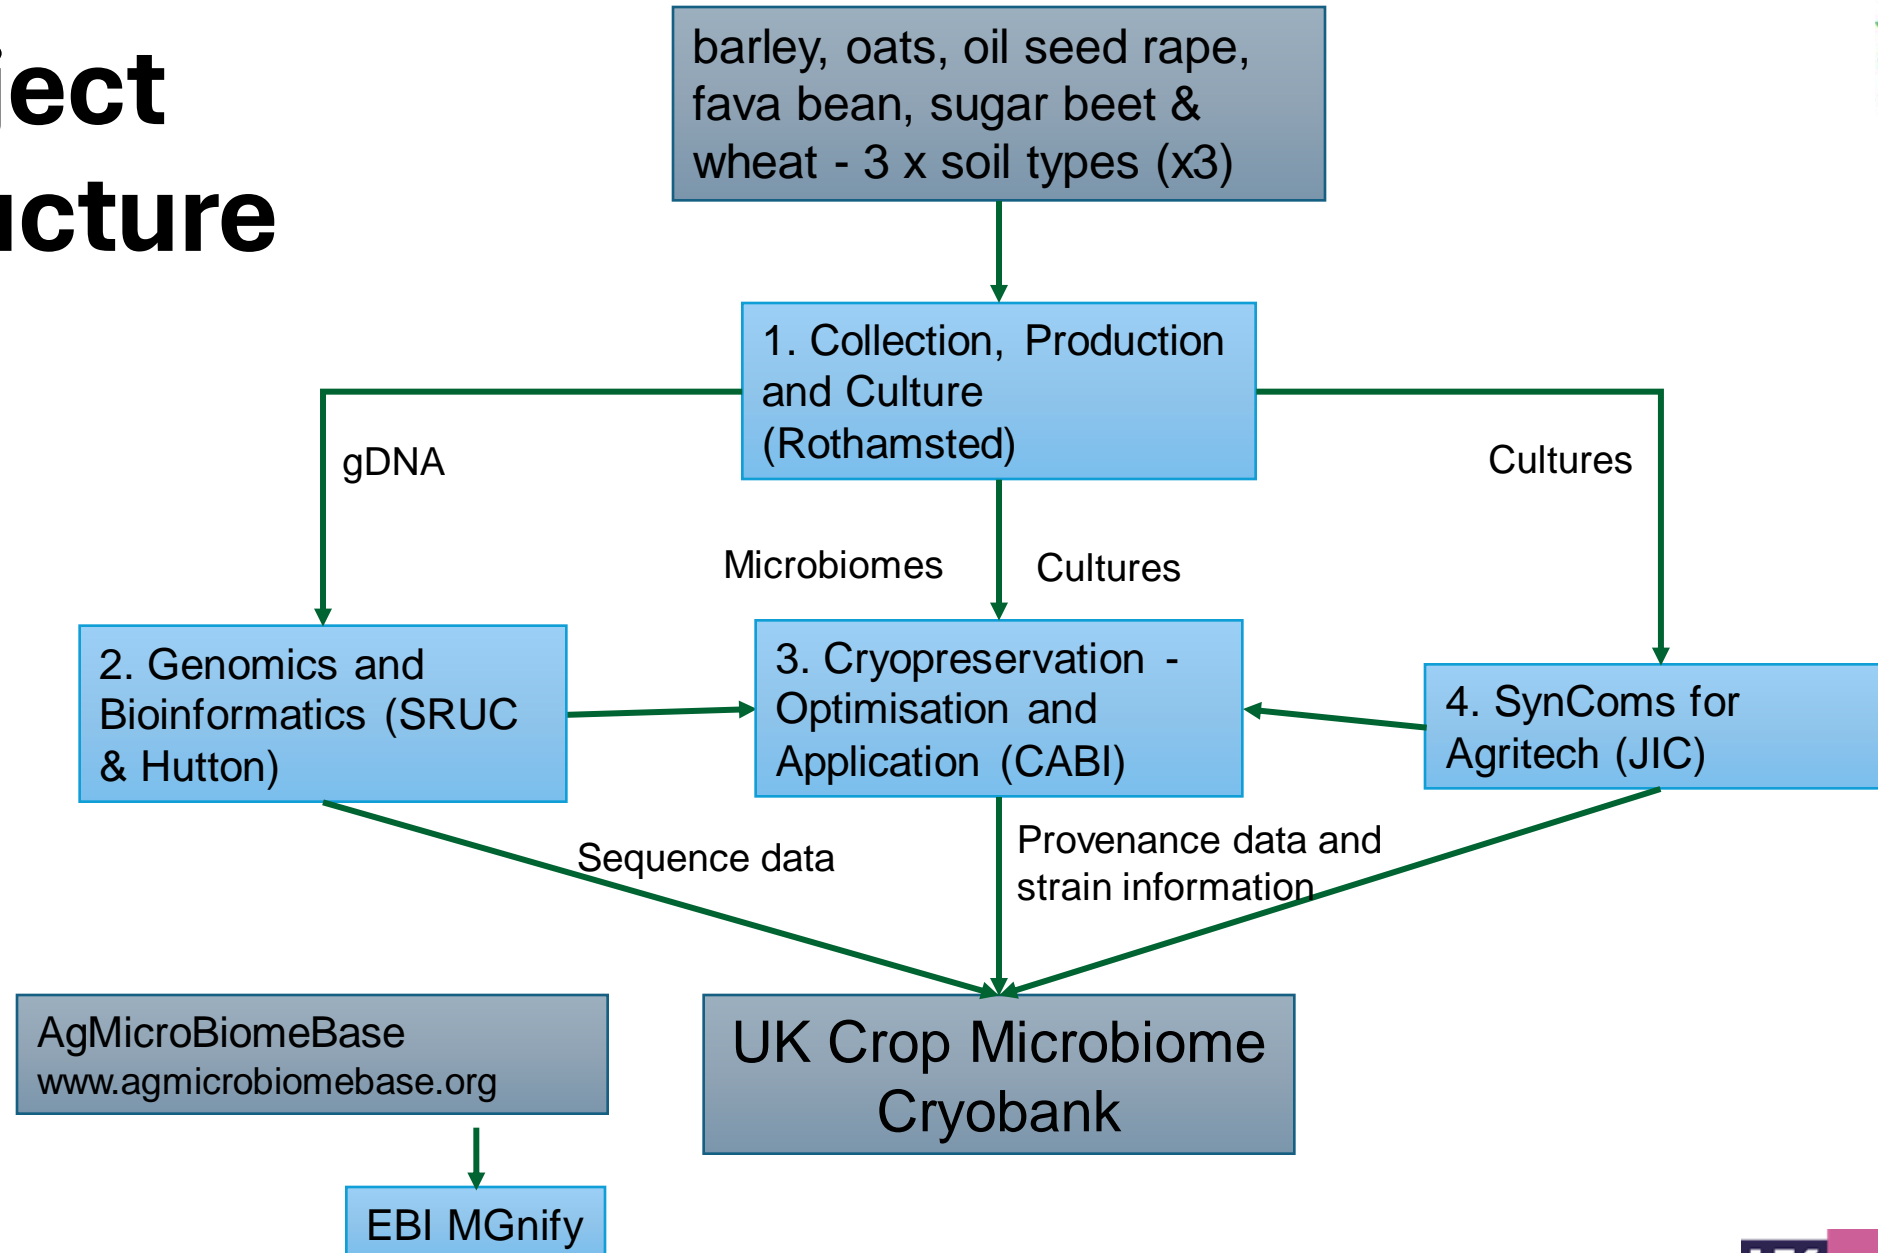 ject
ucture
barley, oats, oil seed rape,
fava bean, sugar beet &
wheat - 3 x soil types (x3)
1. Collection, Production
and Culture
(Rothamsted)
gDNA
Cultures
Microbiomes
Cultures
2. Genomics and
Bioinformatics (SRUC
& Hutton)
3. Cryopreservation -
Optimisation and
Application (CABI)
4. SynComs for
Agritech (JIC)
Sequence data
Provenance data and
strain information
AgMicroBiomeBase
www.agmicrobiomebase.org
UK Crop Microbiome
Cryobank
EBI MGnify